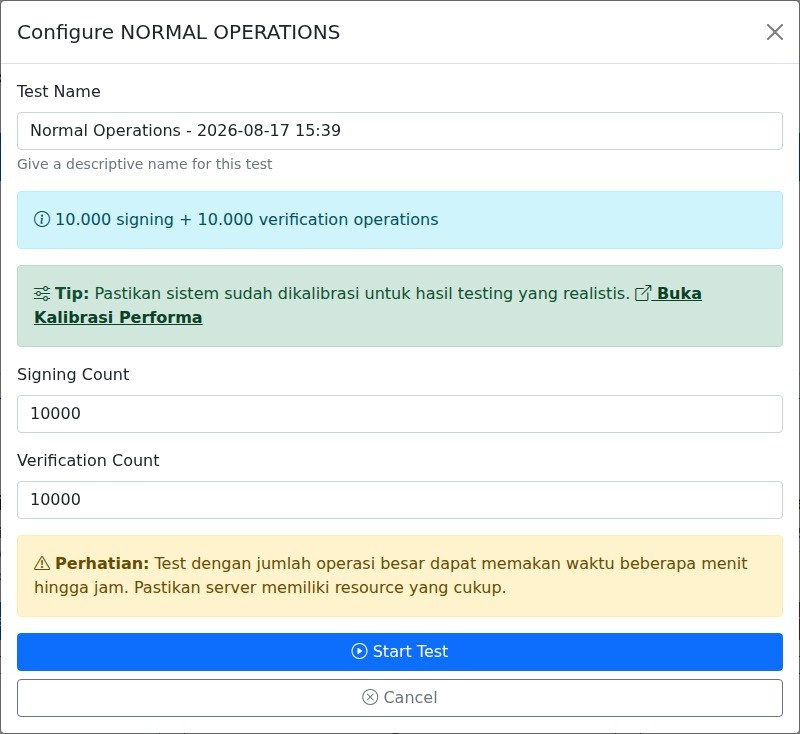 Configure NORMAL OPERATIONS
Test Name
Normal Operations - 2026-08-17 15:39
Give a descriptive name for this test
10.000 signing + 10.000 verification operations
Tip: Pastikan sistem sudah dikalibrasi untuk hasil testing yang realistis. Buka
Kalibrasi Performa
Signing Count
10000
Verification Count
10000
Perhatian: Test dengan jumlah operasi besar dapat memakan waktu beberapa menit
hingga jam. Pastikan server memiliki resource yang cukup.
Start Test
Cancel